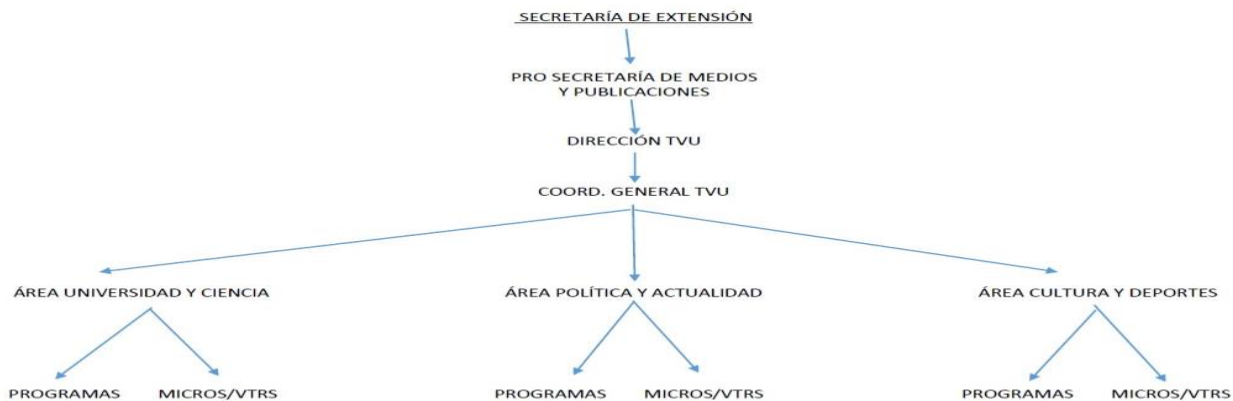 SECRETARÍA DE EXTENSIÓN
PRO SECRETARÍA DE MEDIOS
Y PUBLICACIONES
DIRECCIÓN TVU
COORD. GENERAL TVU
ÁREA UNIVERSIDAD Y CIENCIA
ÁREA POLÍTICA Y ACTUALIDAD
ÁREA CULTURA Y DEPORTES
PROGRAMAS
MICROS/VTRS
PROGRAMAS
MICROS/VTRS
PROGRAMAS
MICROS/VTRS